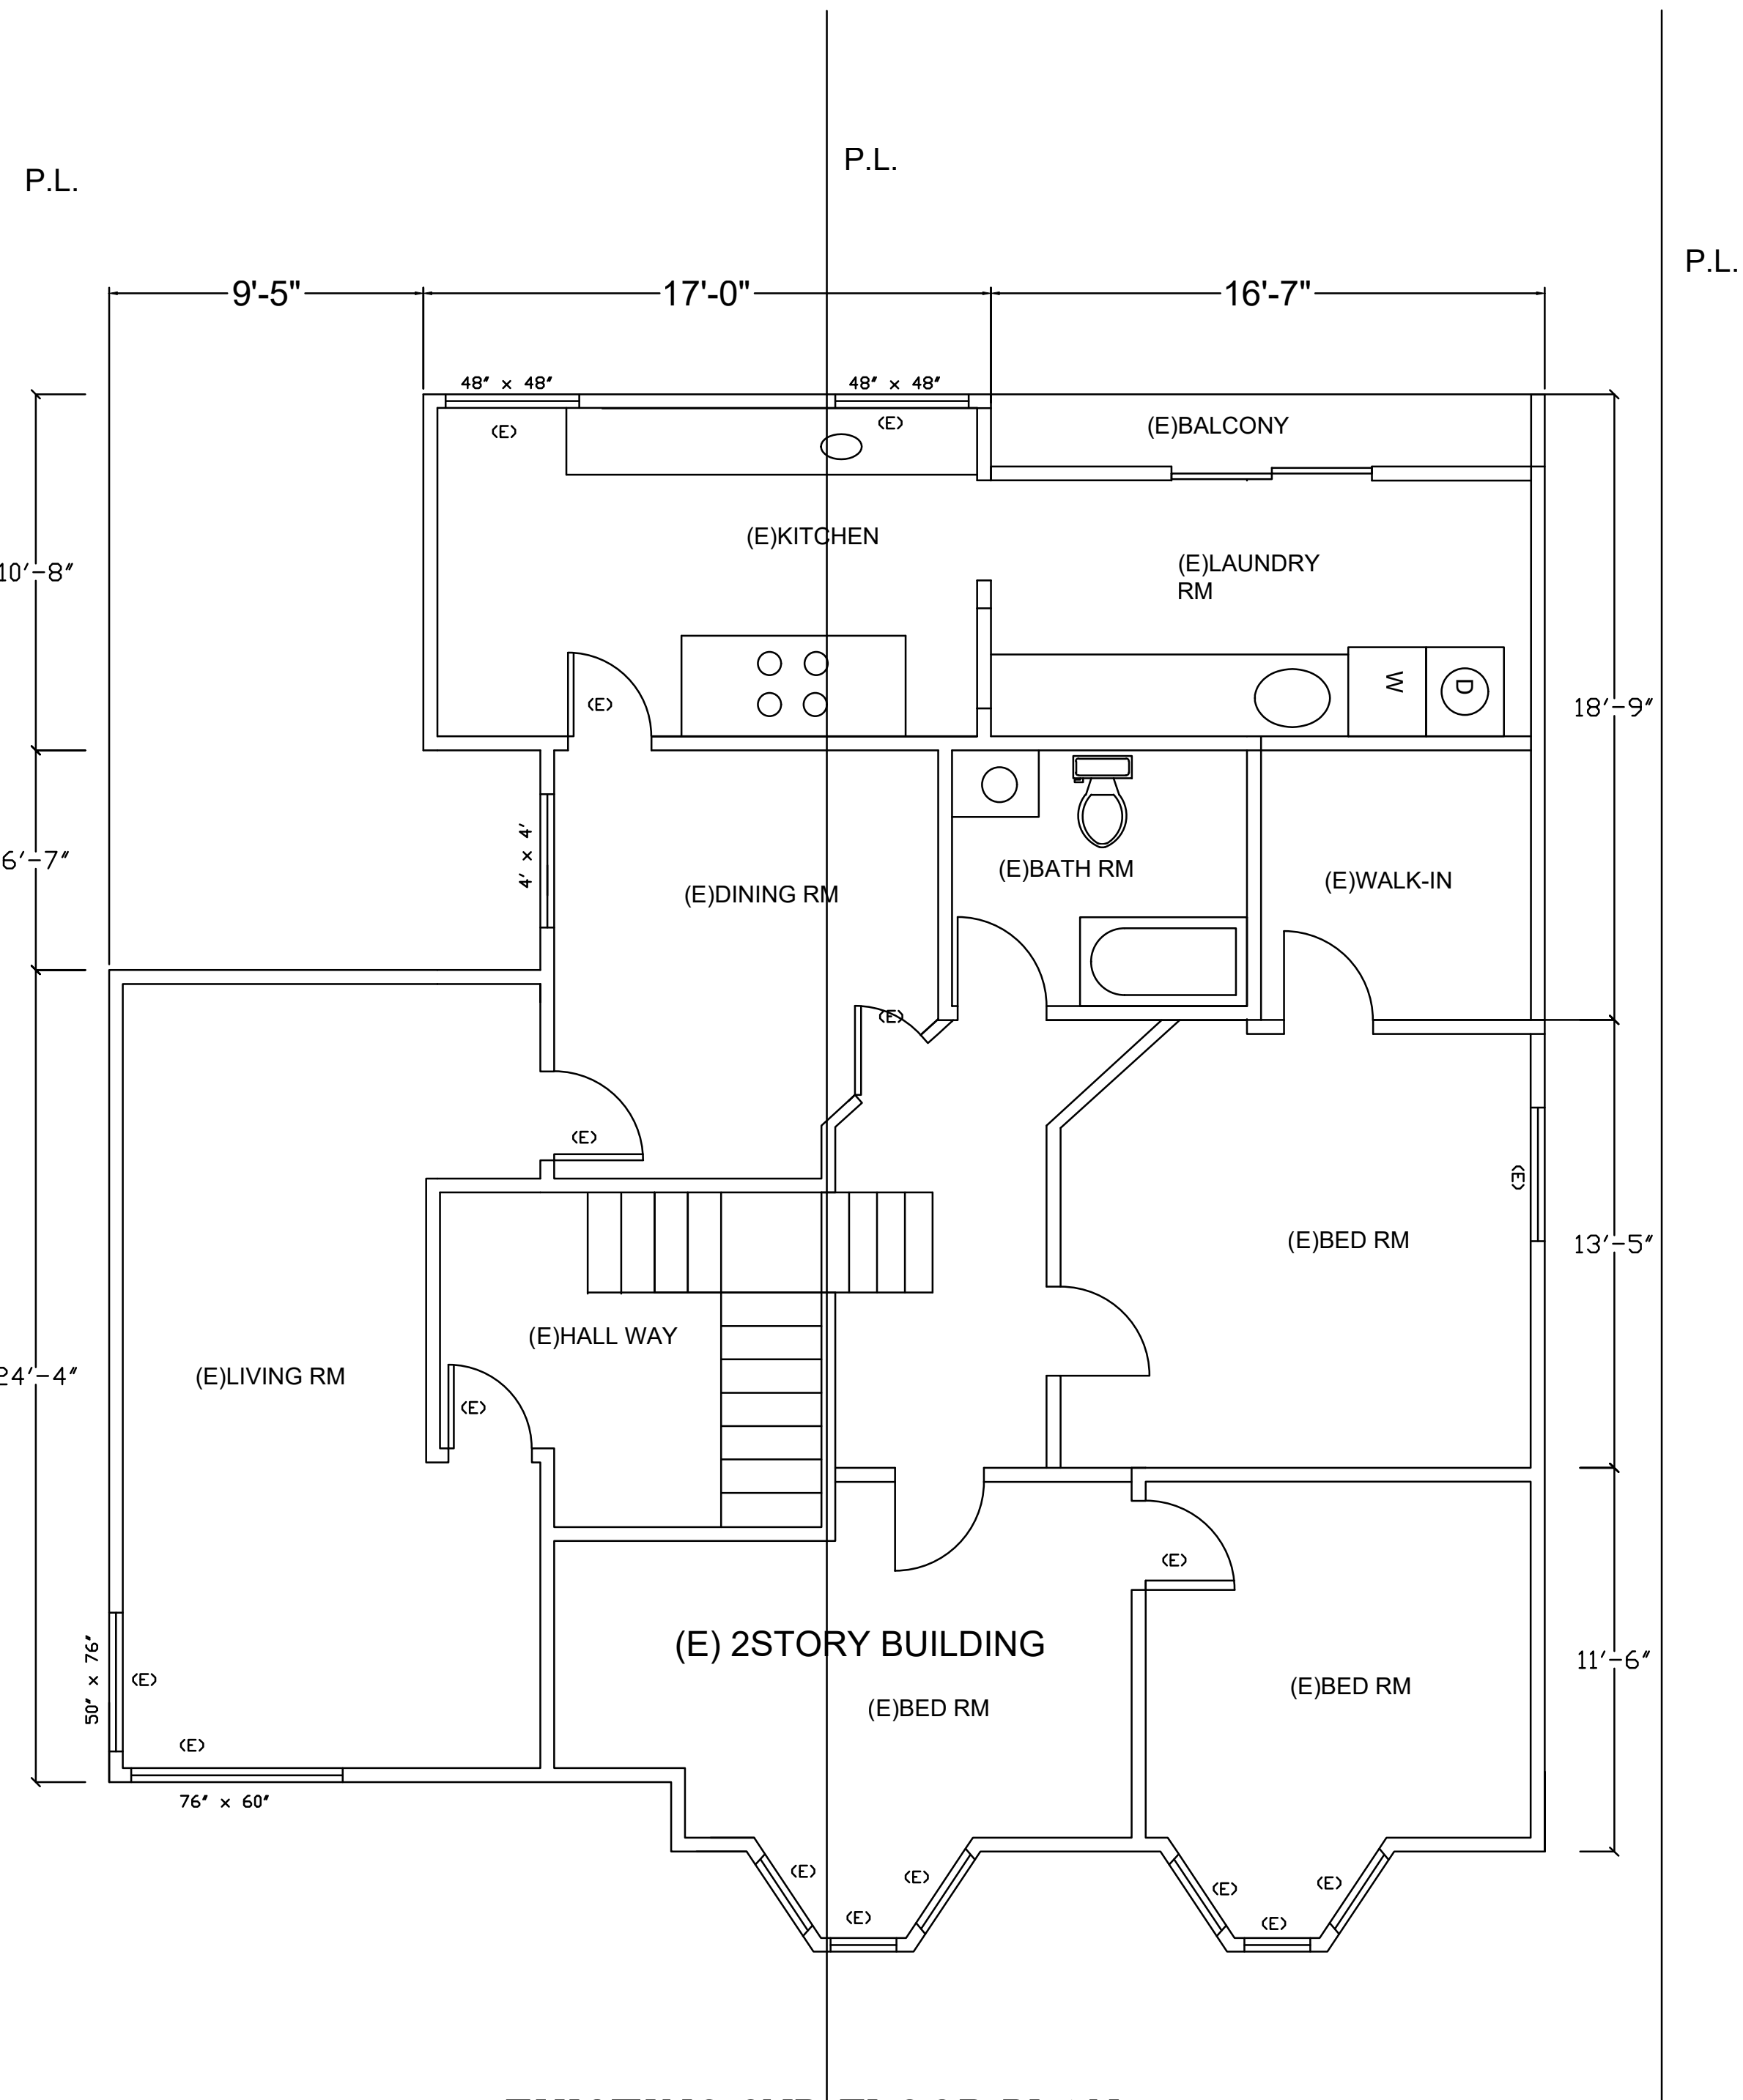 P.L.
P.L.
P.L.
9'-5"
17'-0"
16'-7"
48" x 48"
48" x 48"
(E)
(E)
(E)BALCONY
(E)KITCHEN
(E)LAUNDRY
RM
10'-8"
W
D
(E)
18'-9"
4' x 4'
6'-7"
(E)BATH RM
(E)WALK-IN
(E)DINING RM
(E)
(E)
(E)
(E)BED RM
13'-5"
(E)HALL WAY
(E)LIVING RM
24'-4"
(E)
(E)
(E) 2STORY BUILDING
11'-6"
50" x 76"
(E)
(E)BED RM
(E)BED RM
(E)
76" x 60"
(E)
(E)
(E)
(E)
(E)
(E)